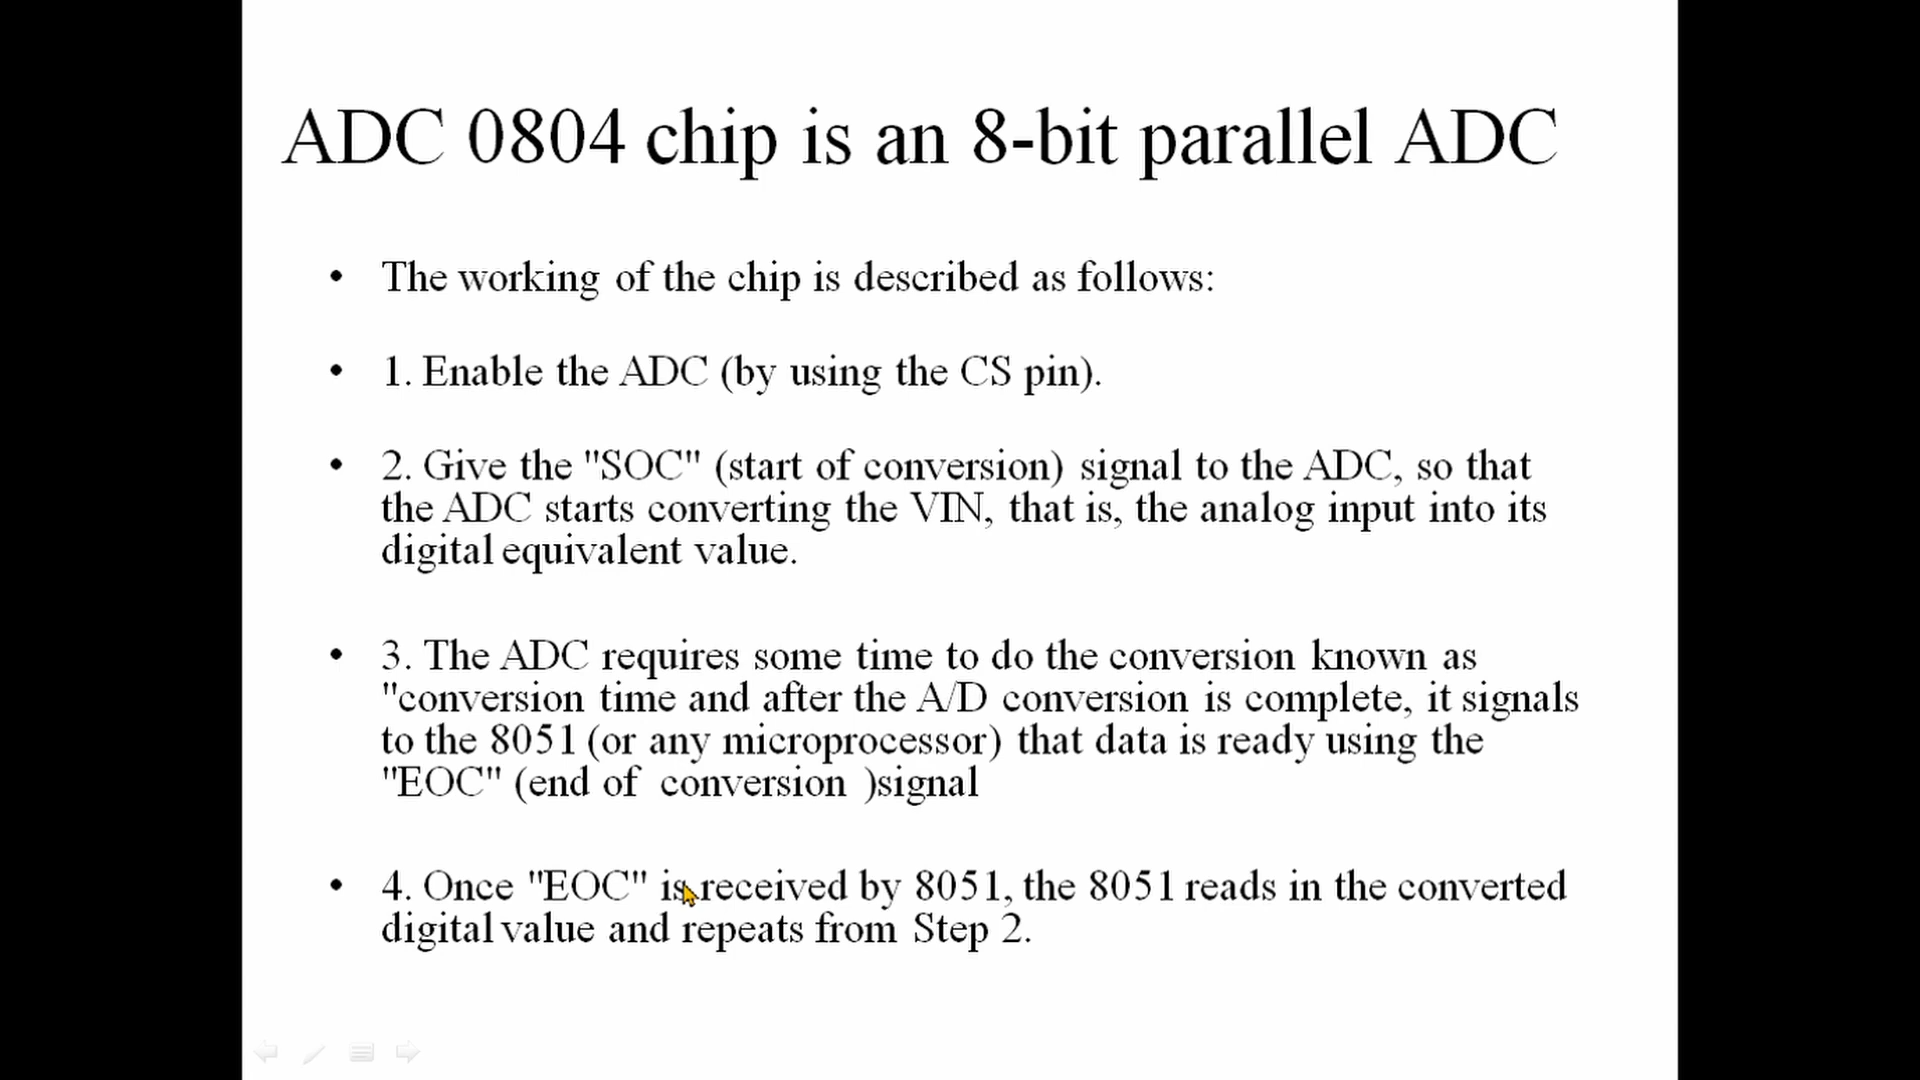 ADC 0804 chip is an 8-bit parallel ADC
• The working of the chip is described as follows:
• 1. Enable the ADC (by using the CS pin).
• 2. Give the "SOC" (start of conversion) signal to the ADC, so that
the ADC starts converting the VIN, that is, the analog input into its
digital equivalent value.
• 3. The ADC requires some time to do the conversion known as
"conversion time and after the A/D conversion is complete, it signals
to the 8051 (or any microprocessor) that data is ready using the
"EOC" (end of conversion )signal
• 4. Once "EOC" is received by 8051, the 8051 reads in the converted
digital value and repeats from Step 2.